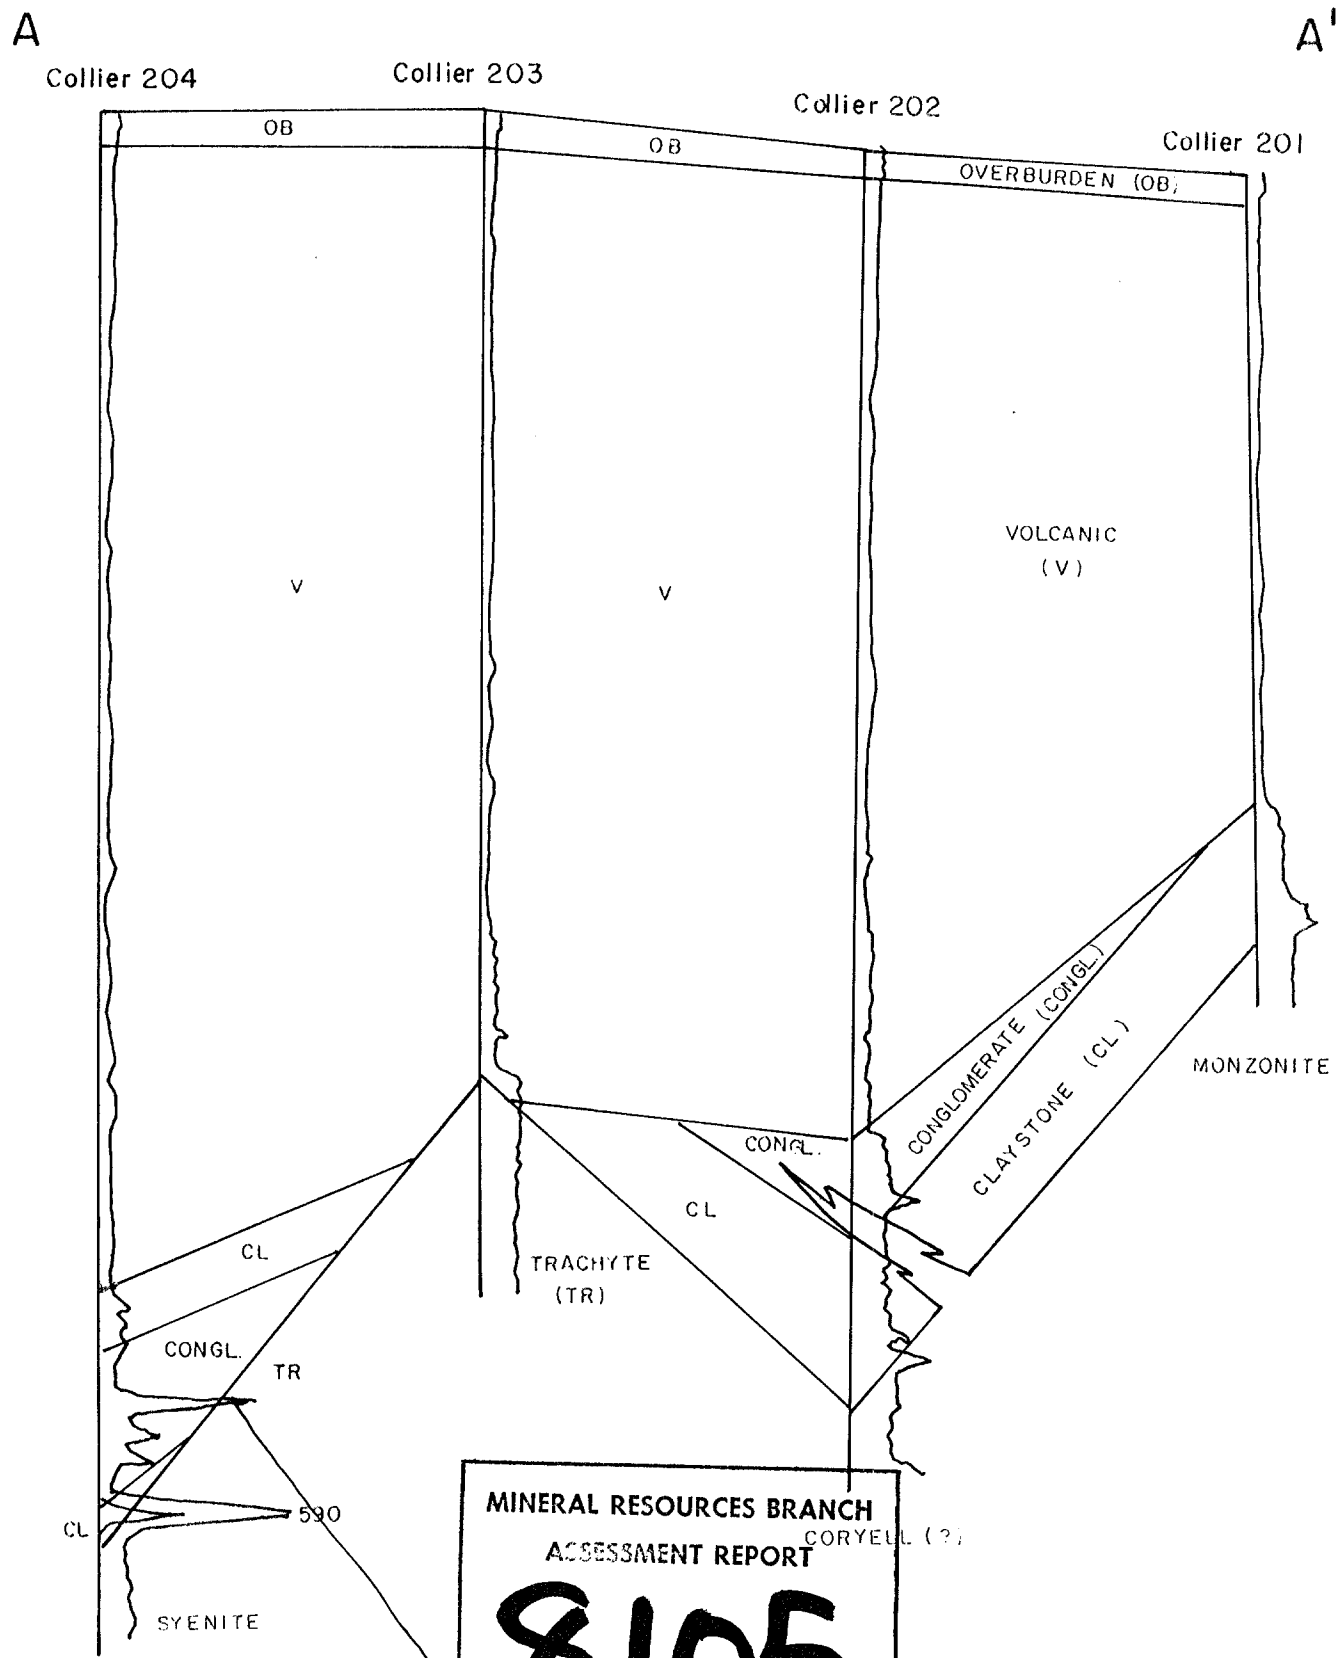 A
A'
Collier 204
Collier 203
Collier 202
Collier 201
OB
OB
OVERBURDEN (OB)
V
V
VOLCANIC
(V)
CONGLOMERATE (CONGL.)
CLAYSTONE (CL)
MONZONITE
CONGL.
CL
CL
TRACHYTE
(TR)
CONGL.
TR
590
CL
SYENITE
MINERAL RESOURCES BRANCH
ASSESSMENT REPORT
CORYELL (?)
8105